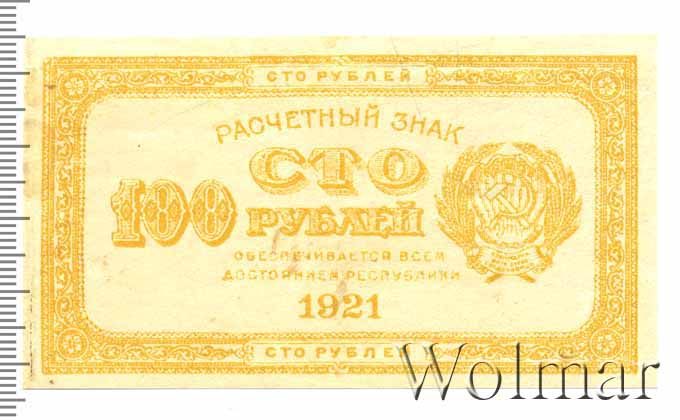 СТО РУБЛЕЙ
РАСЧЕТНЫЙ ЗНАК
СТО
100 РУБЛЕЙ
ОБЕСПЕЧИВАЕТСЯ ВСЕМ
ДОСТОЯНИЕМ РЕСПУБЛИКИ
1921
СТО РУБЛЕЙ
Wolmar